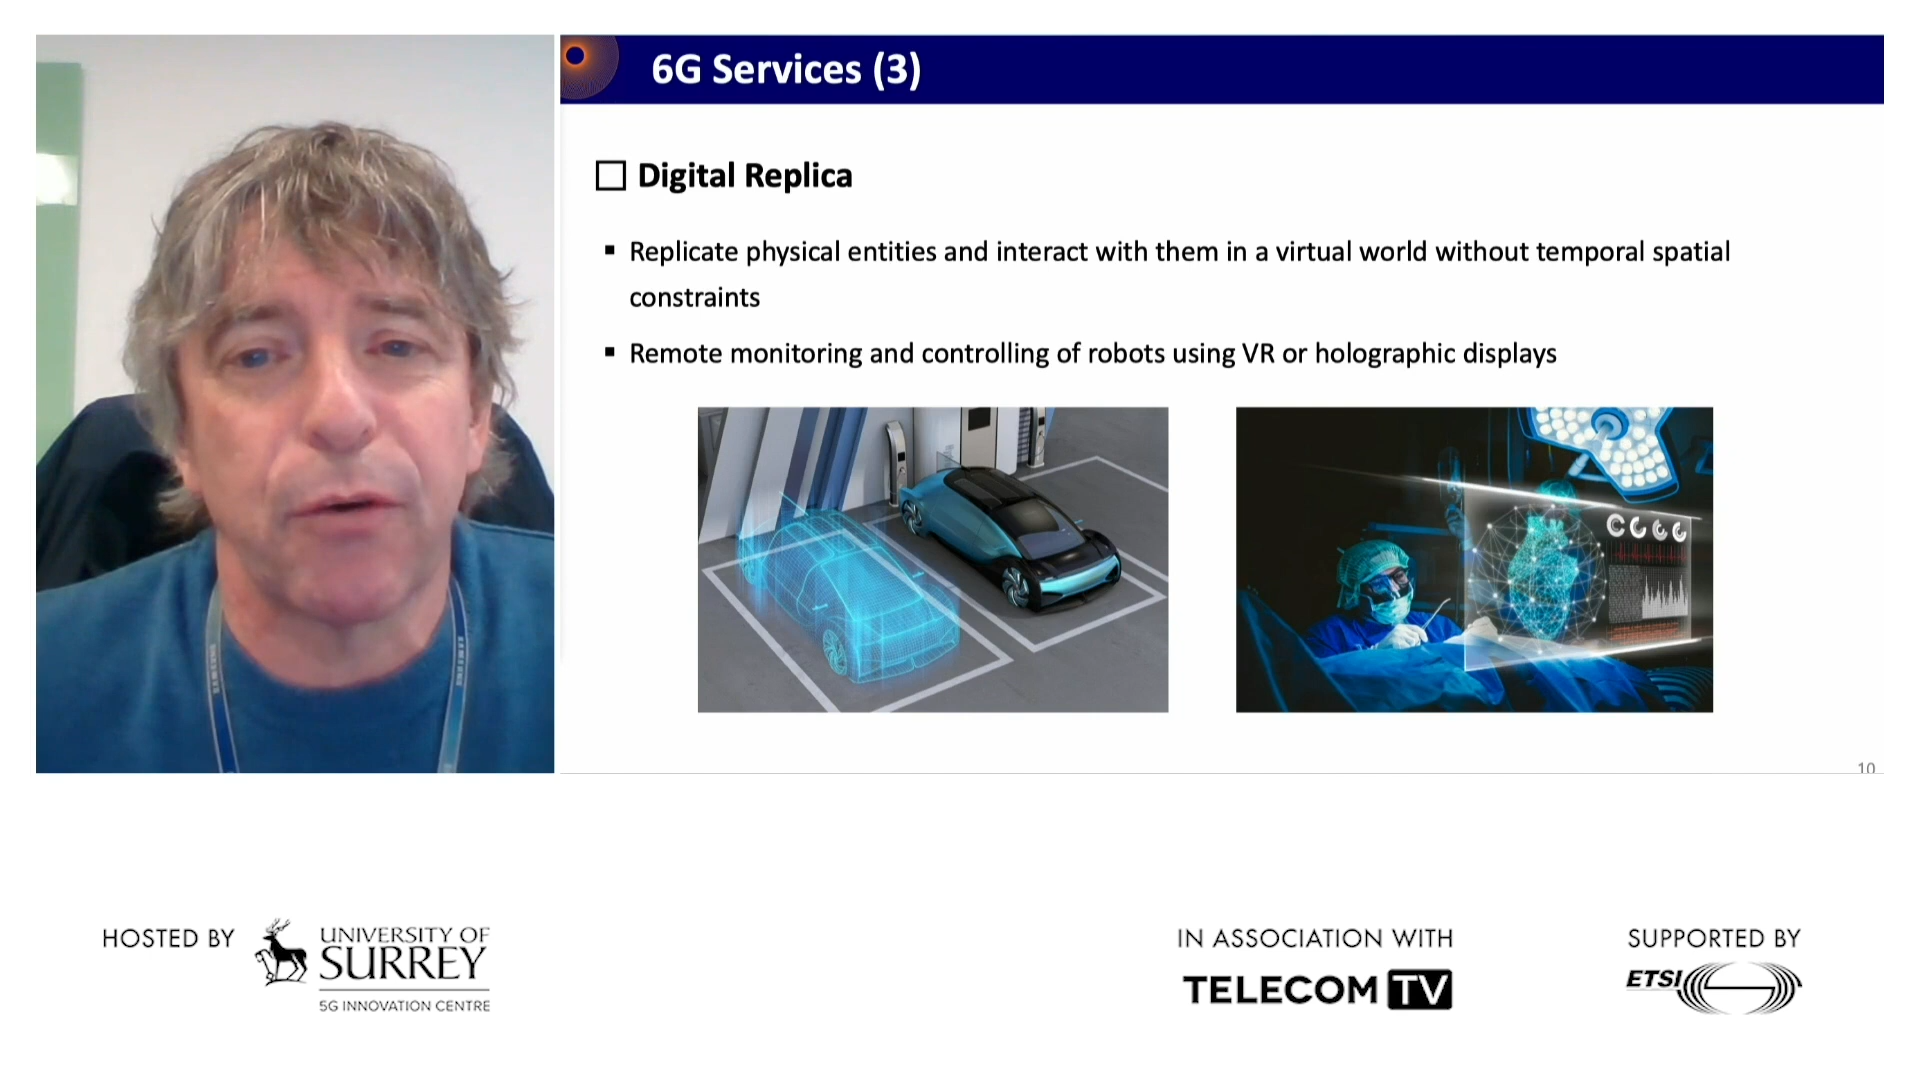 6G Services (3)
Digital Replica
Replicate physical entities and interact with them in a virtual world without temporal spatial
constraints
Remote monitoring and controlling of robots using VR or holographic displays
SAMSUNG
SAMSUNG
10
HOSTED BY
UNIVERSITY OF
SURREY
5G INNOVATION CENTRE
IN ASSOCIATION WITH
TELECOM TV
SUPPORTED BY
ETSI